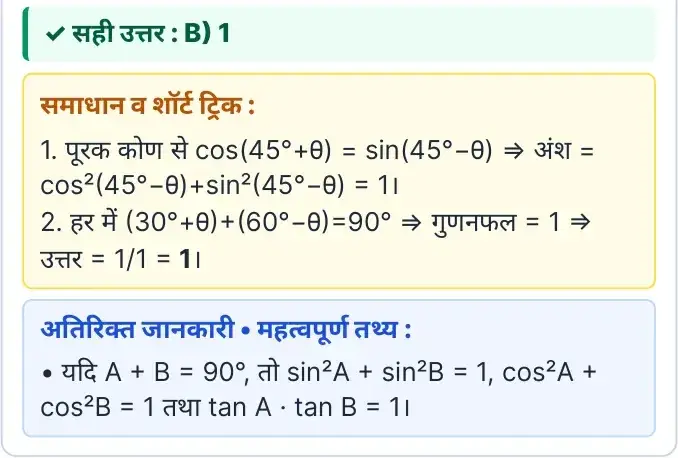 ✓ सही उत्तर : B) 1
समाधान व शॉर्ट ट्रिक :
1. पूरक कोण से cos(45°+θ) = sin(45°−θ) ⇒ अंश =
cos²(45°−θ)+sin²(45°−θ) = 1।
2. हर में (30°+θ)+(60°−θ)=90° ⇒ गुणनफल = 1 ⇒
उत्तर = 1/1 = 1।
अतिरिक्त जानकारी • महत्वपूर्ण तथ्य :
• यदि A + B = 90°, तो sin²A + sin²B = 1, cos²A +
cos²B = 1 तथा tan A · tan B = 1।